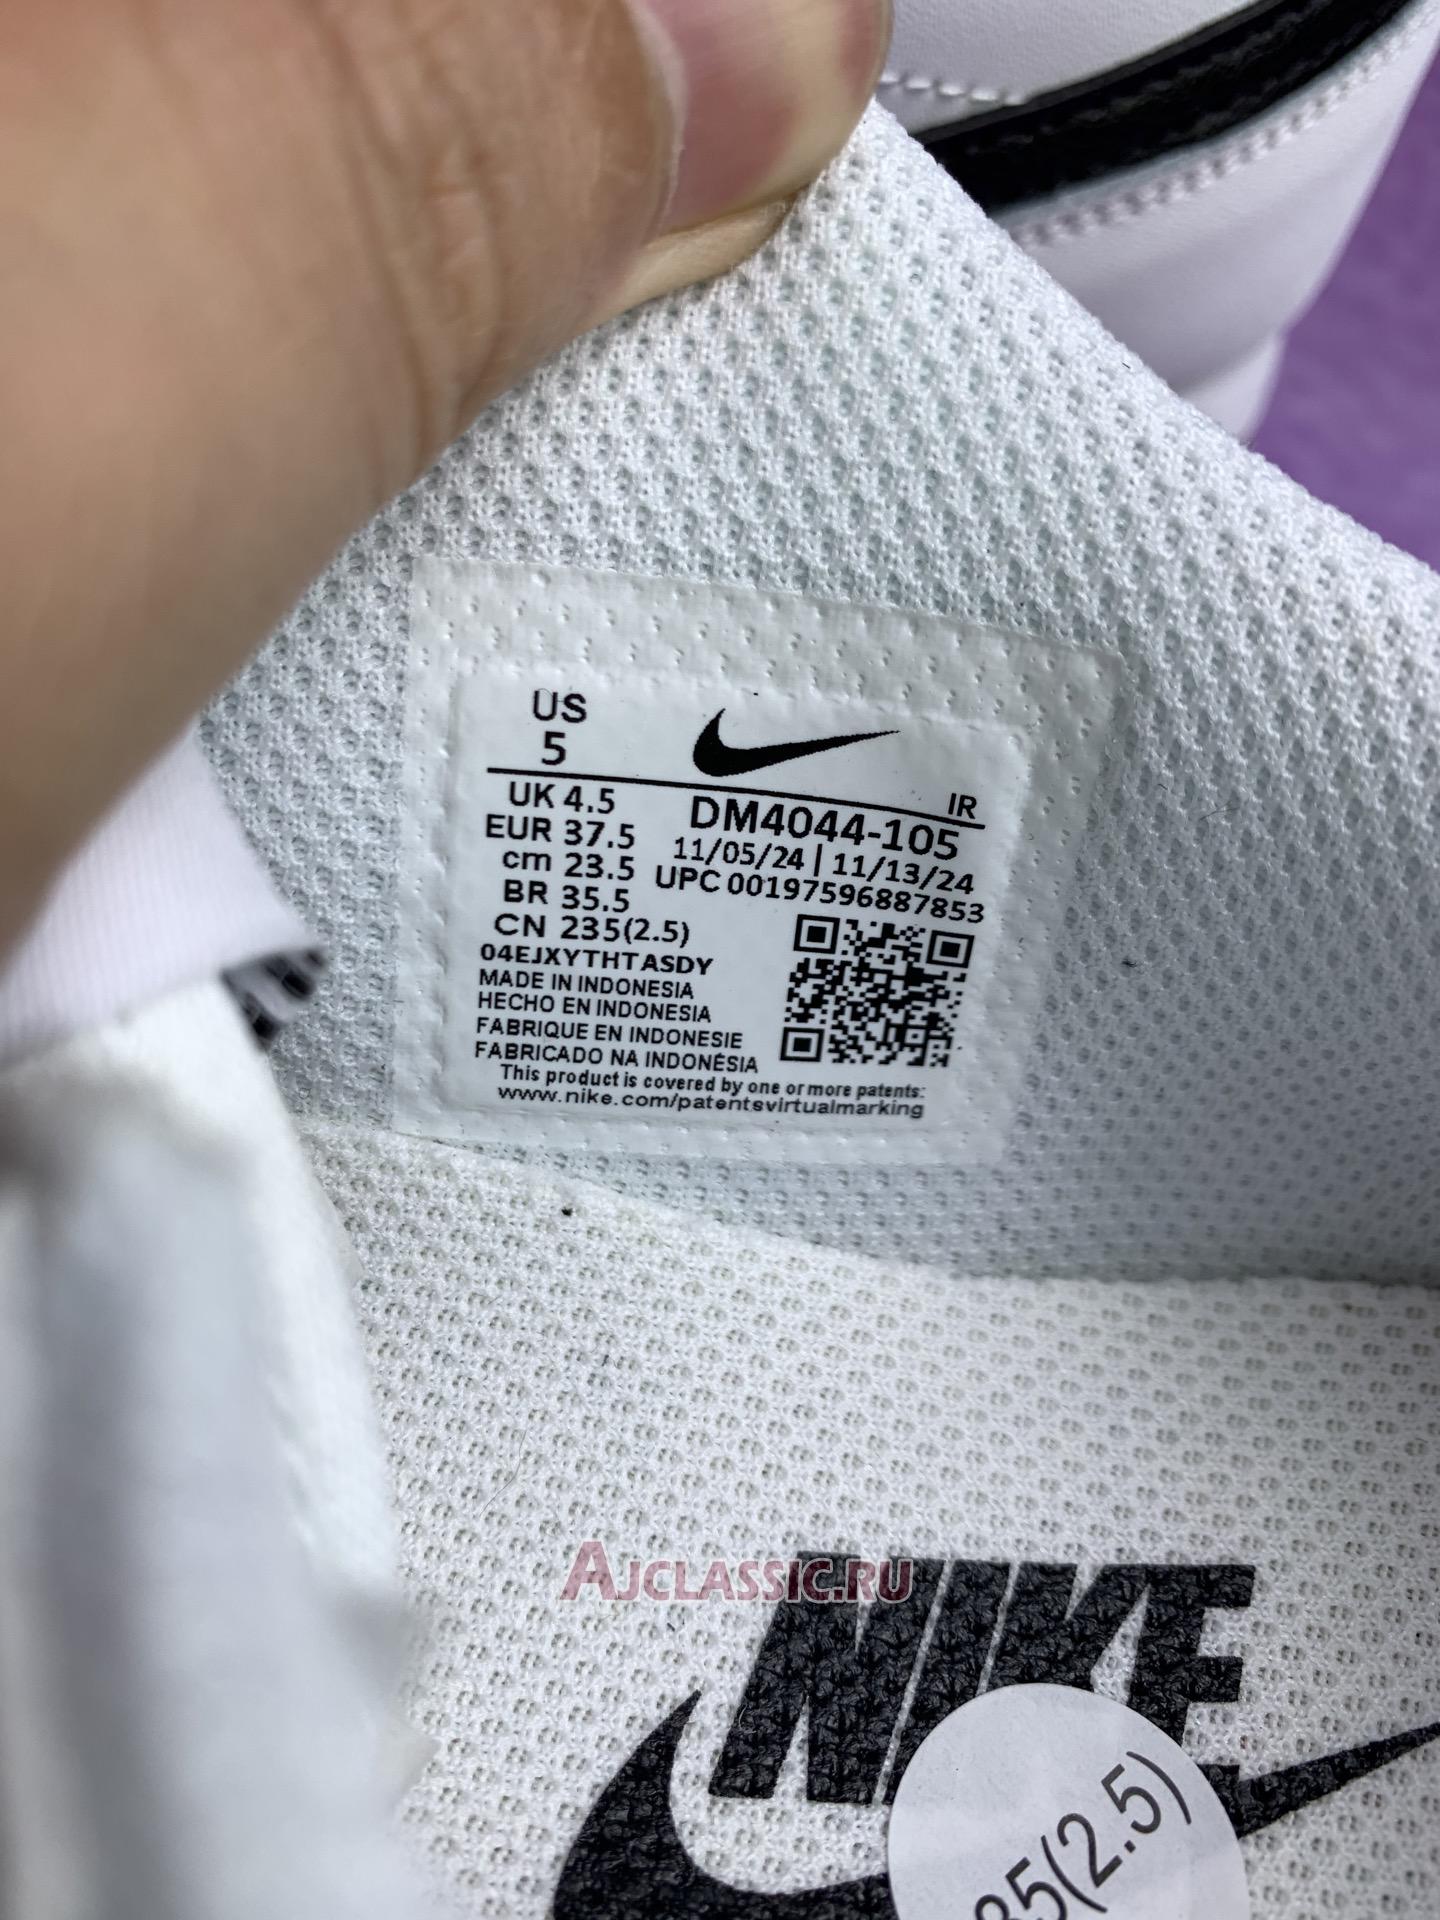 US
5
IR
UK 4.5
EUR 37.5
cm 23.5
BR 35.5
CN 235(2.5)
DM4044-105
11/05/24 | 11/13/24
UPC 00197596887853
04EJXYTHTASDY
MADE IN INDONESIA
HECHO EN INDONESIA
FABRIQUE EN INDONESIE
FABRICADO NA INDONÉSIA
This product is covered by one or more patents:
www.nike.com/patentsvirtualmarking
AJCLASSIC.RU
NIKE
35(2.5)